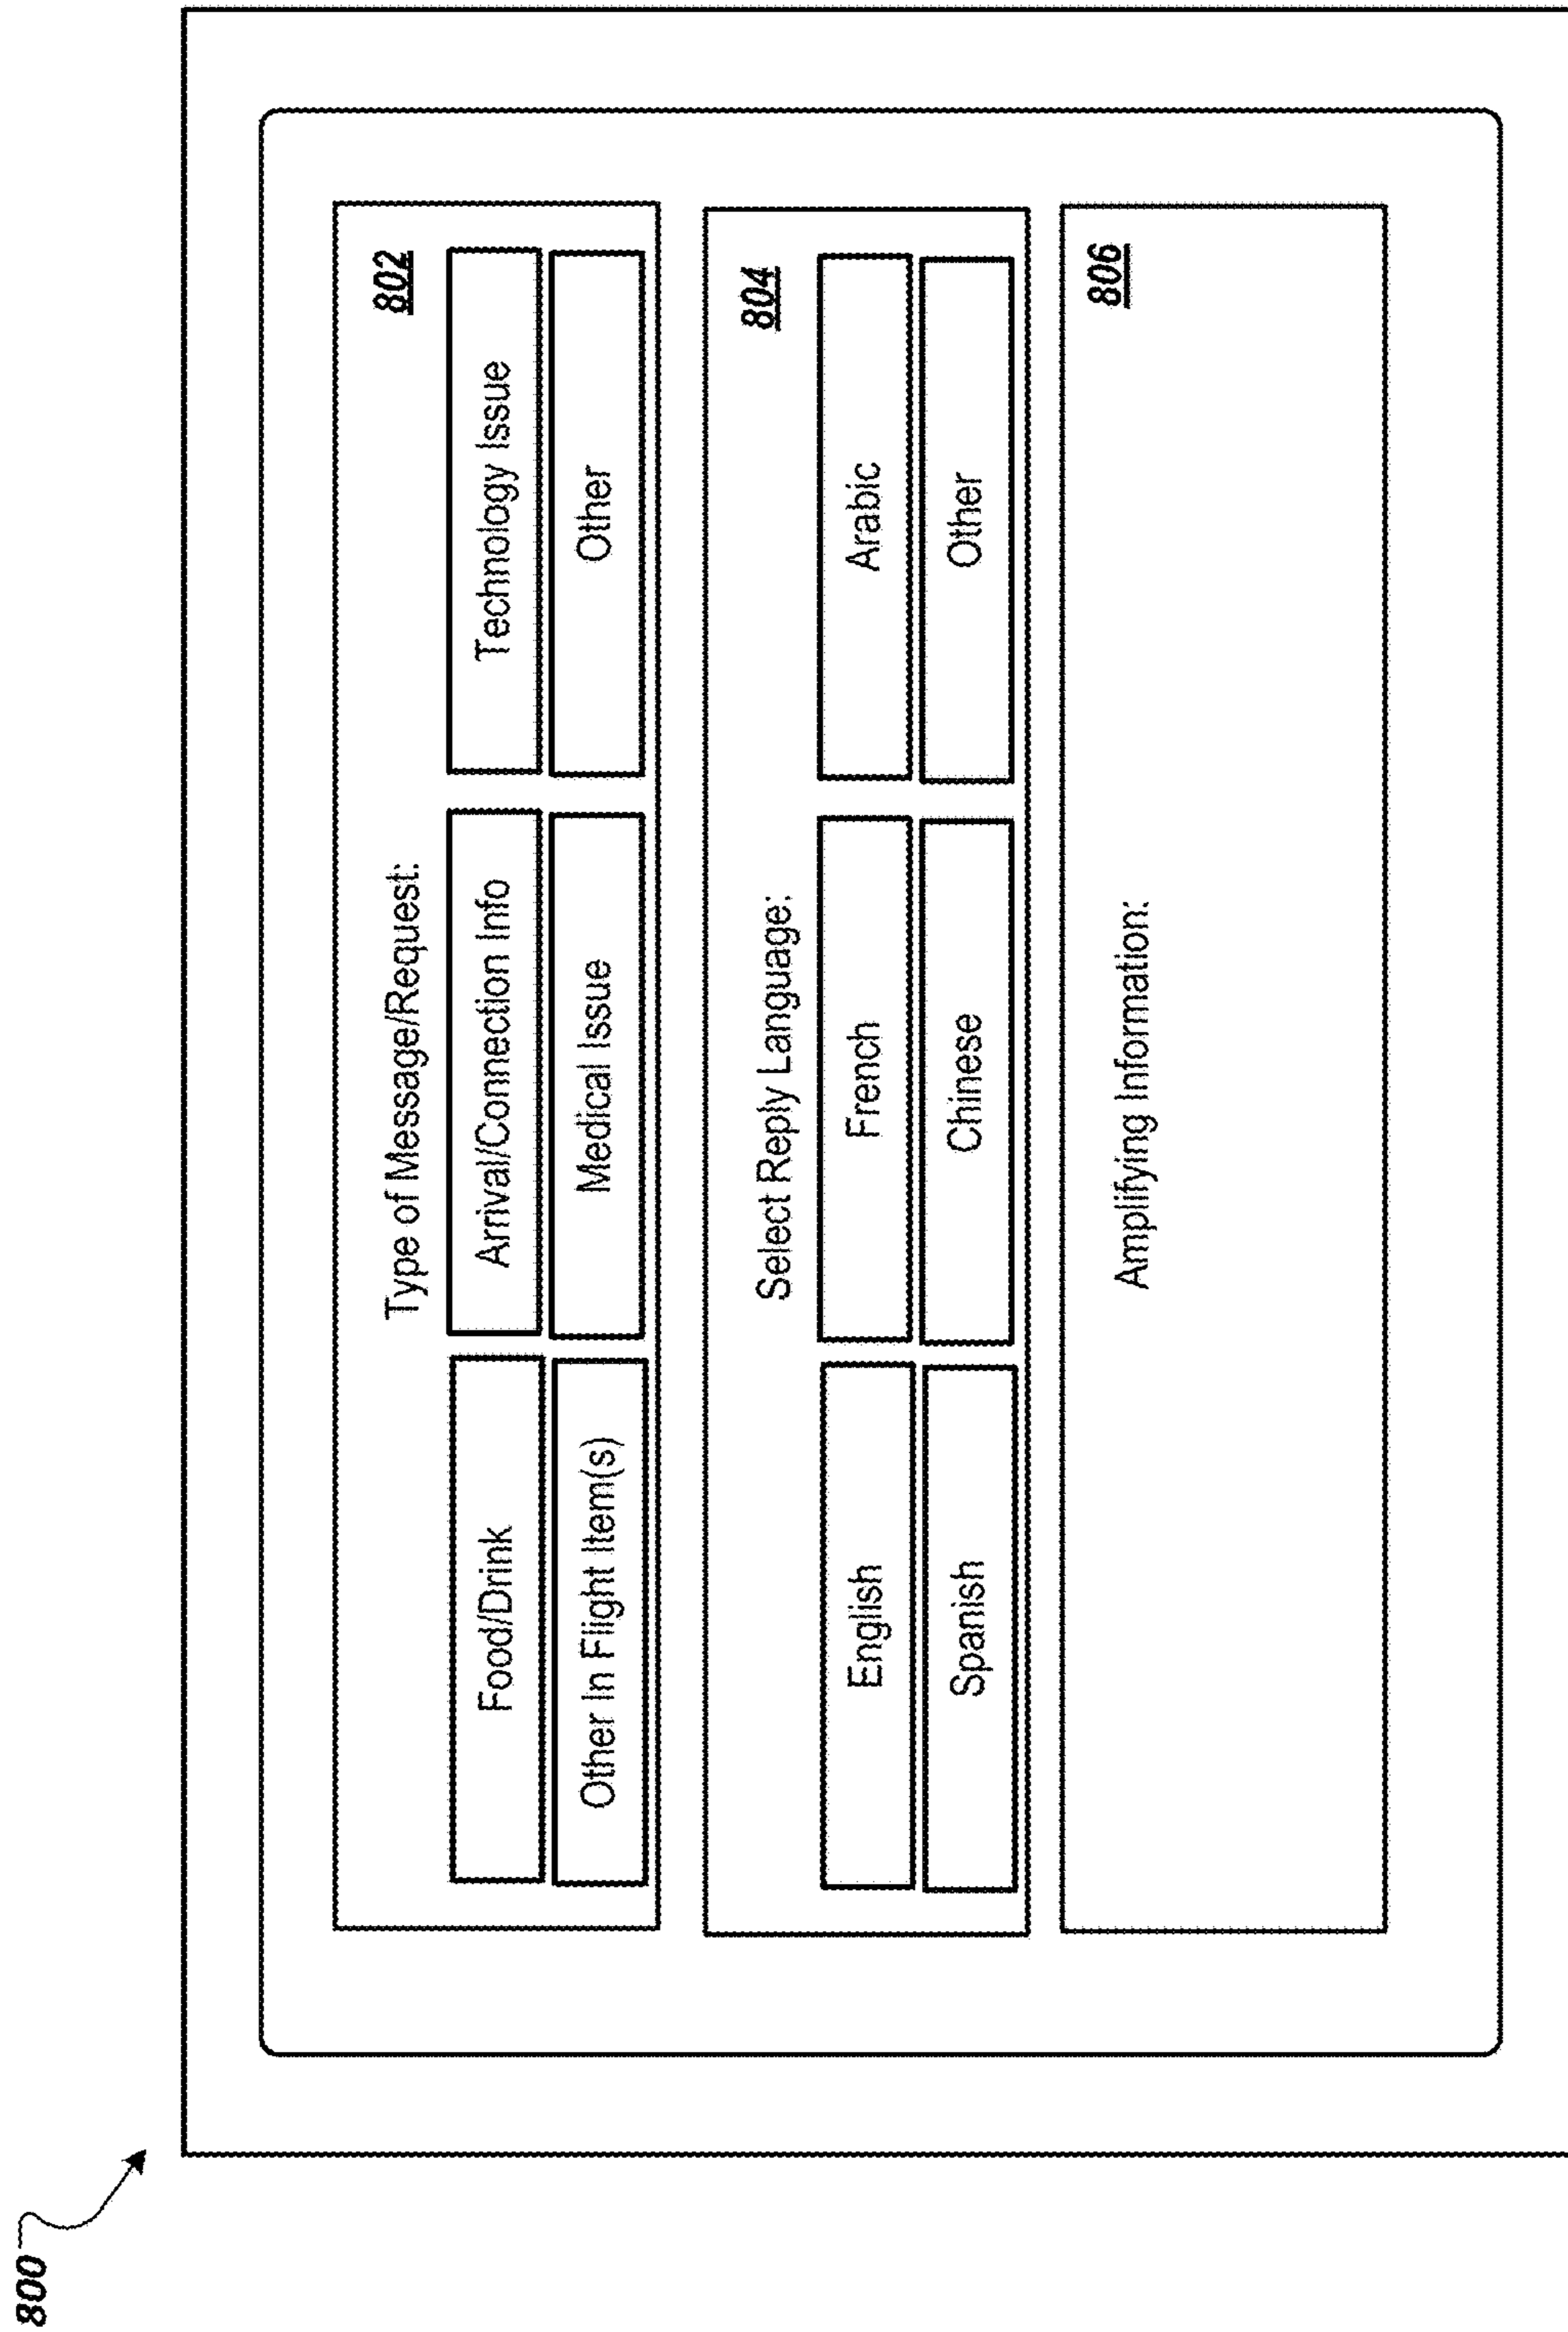 800
802
Type of Message/Request:
Food/Drink
Arrival/Connection Info
Technology Issue
Other In Flight Item(s)
Medical Issue
Other
804
Select Reply Language:
English
French
Arabic
Spanish
Chinese
Other
806
Amplifying Information: